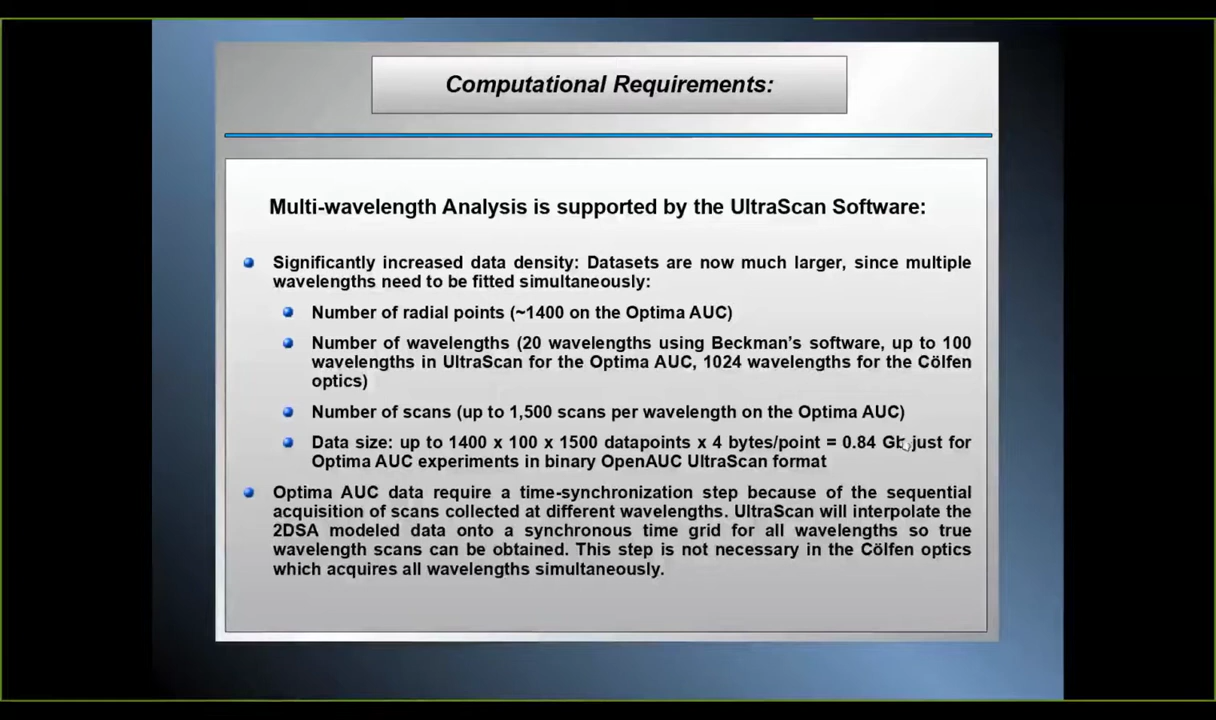 Computational Requirements:
Multi-wavelength Analysis is supported by the UltraScan Software:
Significantly increased data density: Datasets are now much larger, since multiple
wavelengths need to be fitted simultaneously:
Number of radial points (~1400 on the Optima AUC)
Number of wavelengths (20 wavelengths using Beckman's software, up to 100
wavelengths in UltraScan for the Optima AUC, 1024 wavelengths for the Cölfen
optics)
Number of scans (up to 1,500 scans per wavelength on the Optima AUC)
Data size: up to 1400 x 100 x 1500 datapoints x 4 bytes/point = 0.84 Gb just for
Optima AUC experiments in binary OpenAUC UltraScan format
Optima AUC data require a time-synchronization step because of the sequential
acquisition of scans collected at different wavelengths. UltraScan will interpolate the
2DSA modeled data onto a synchronous time grid for all wavelengths so true
wavelength scans can be obtained. This step is not necessary in the Cölfen optics
which acquires all wavelengths simultaneously.